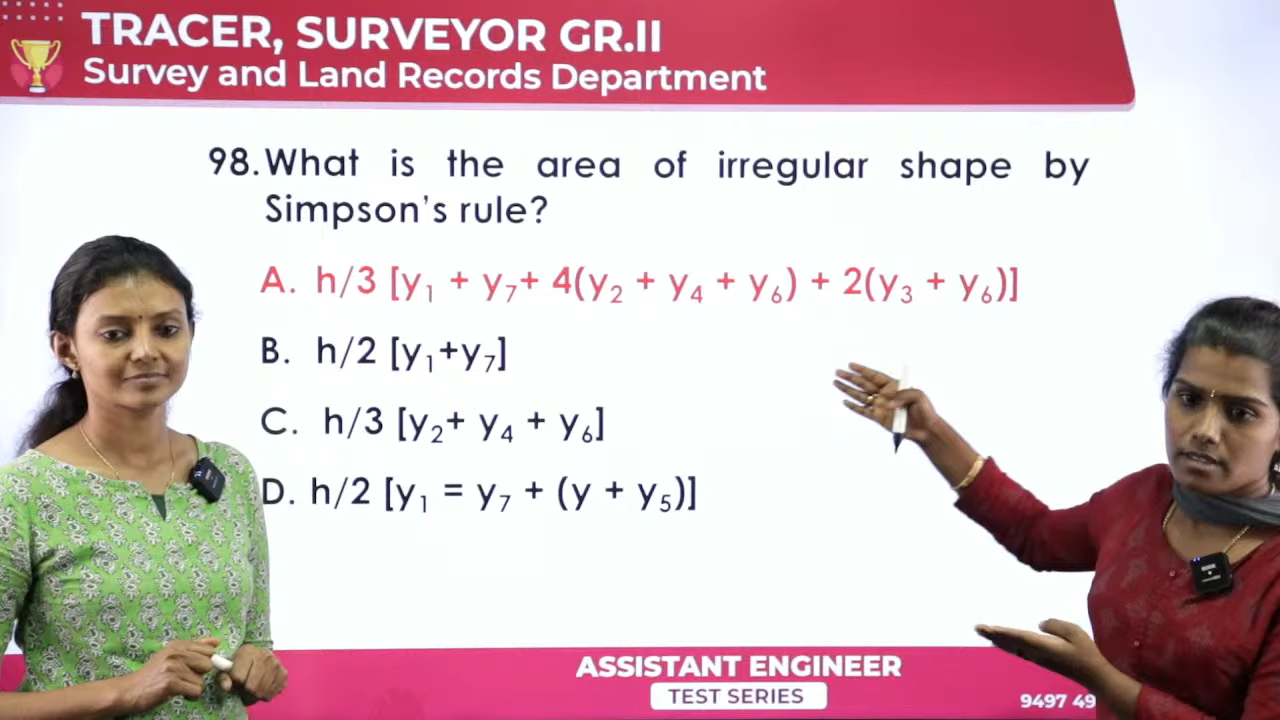 TRACER, SURVEYOR GR.II
Survey and Land Records Department
98. What is the area of irregular shape by
Simpson's rule?
A. h/3 [y₁ + y₇+ 4(y₂ + y₄ + y₆) + 2(y₃ + y₆)]
B. h/2 [y₁+y₇]
C. h/3 [y₂+ y₄ + y₆]
D. h/2 [y₁ = y₇ + (y + y₅)]
ASSISTANT ENGINEER
TEST SERIES
9497 49